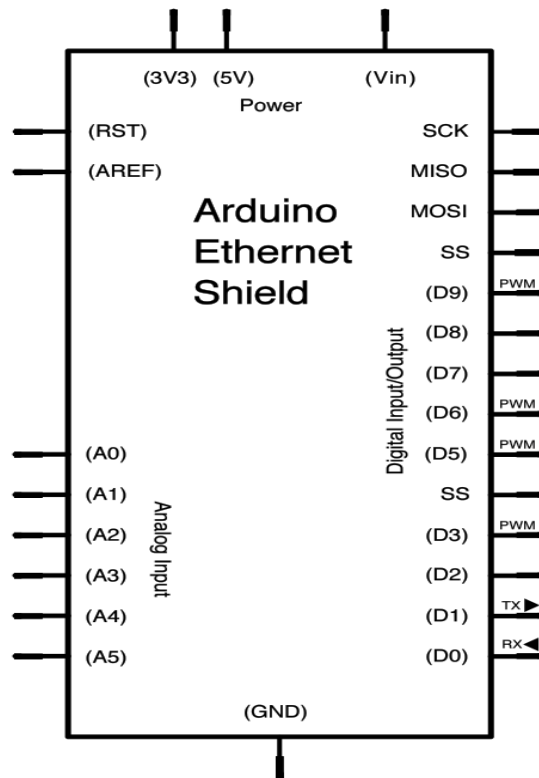 (3V3) (5V) (Vin)
Power
(RST) SCK
(AREF) MISO
Arduino MOSI
Ethernet SS
Shield (D9) PWM
(D8)
(D7)
Digital Input/Output
(D6) PWM
(A0) (D5) PWM
(A1) SS
Analog Input
(A2) (D3) PWM
(A3) (D2)
(A4) (D1) TX
(A5) (D0) RX
(GND)